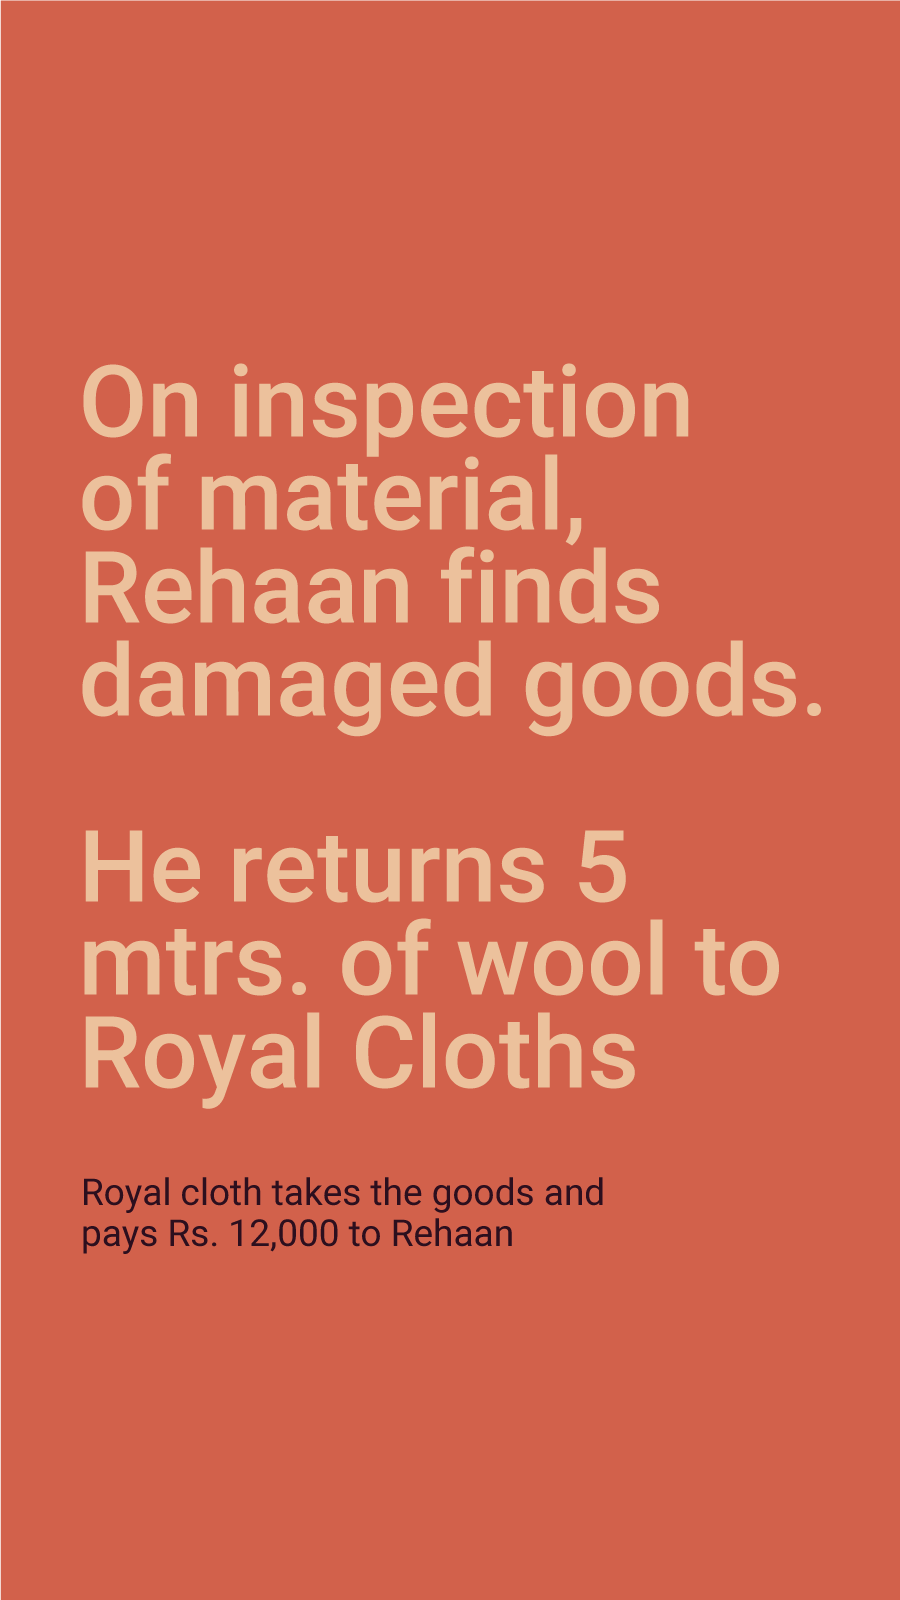 On inspection
of material,
Rehaan finds
damaged goods.
He returns 5
mtrs. of wool to
Royal Cloths
Royal cloth takes the goods and
pays Rs. 12,000 to Rehaan